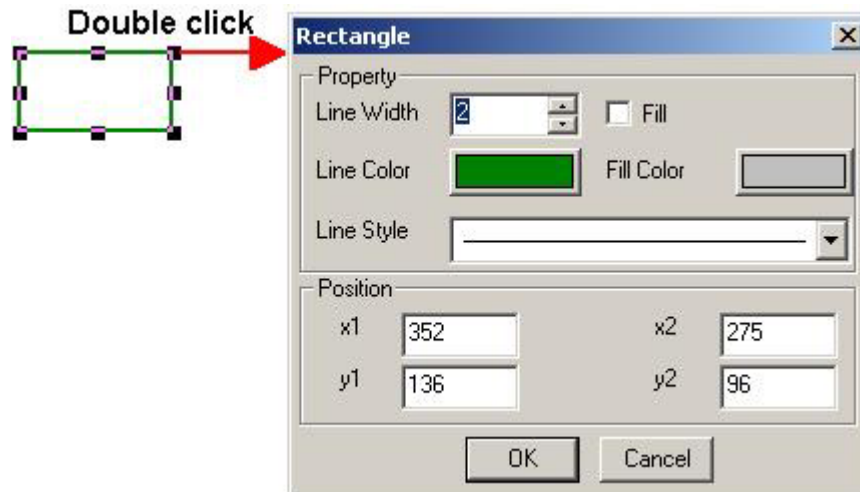 Double click
Rectangle
Property
Line Width 2 Fill
Line Color Fill Color
Line Style
Position
x1 352 x2 275
y1 136 y2 96
OK Cancel